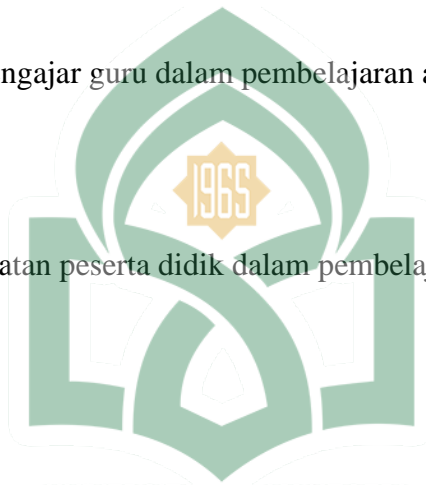 ngajar guru dalam pembelajaran a
1965
atan peserta didik dalam pembelaj